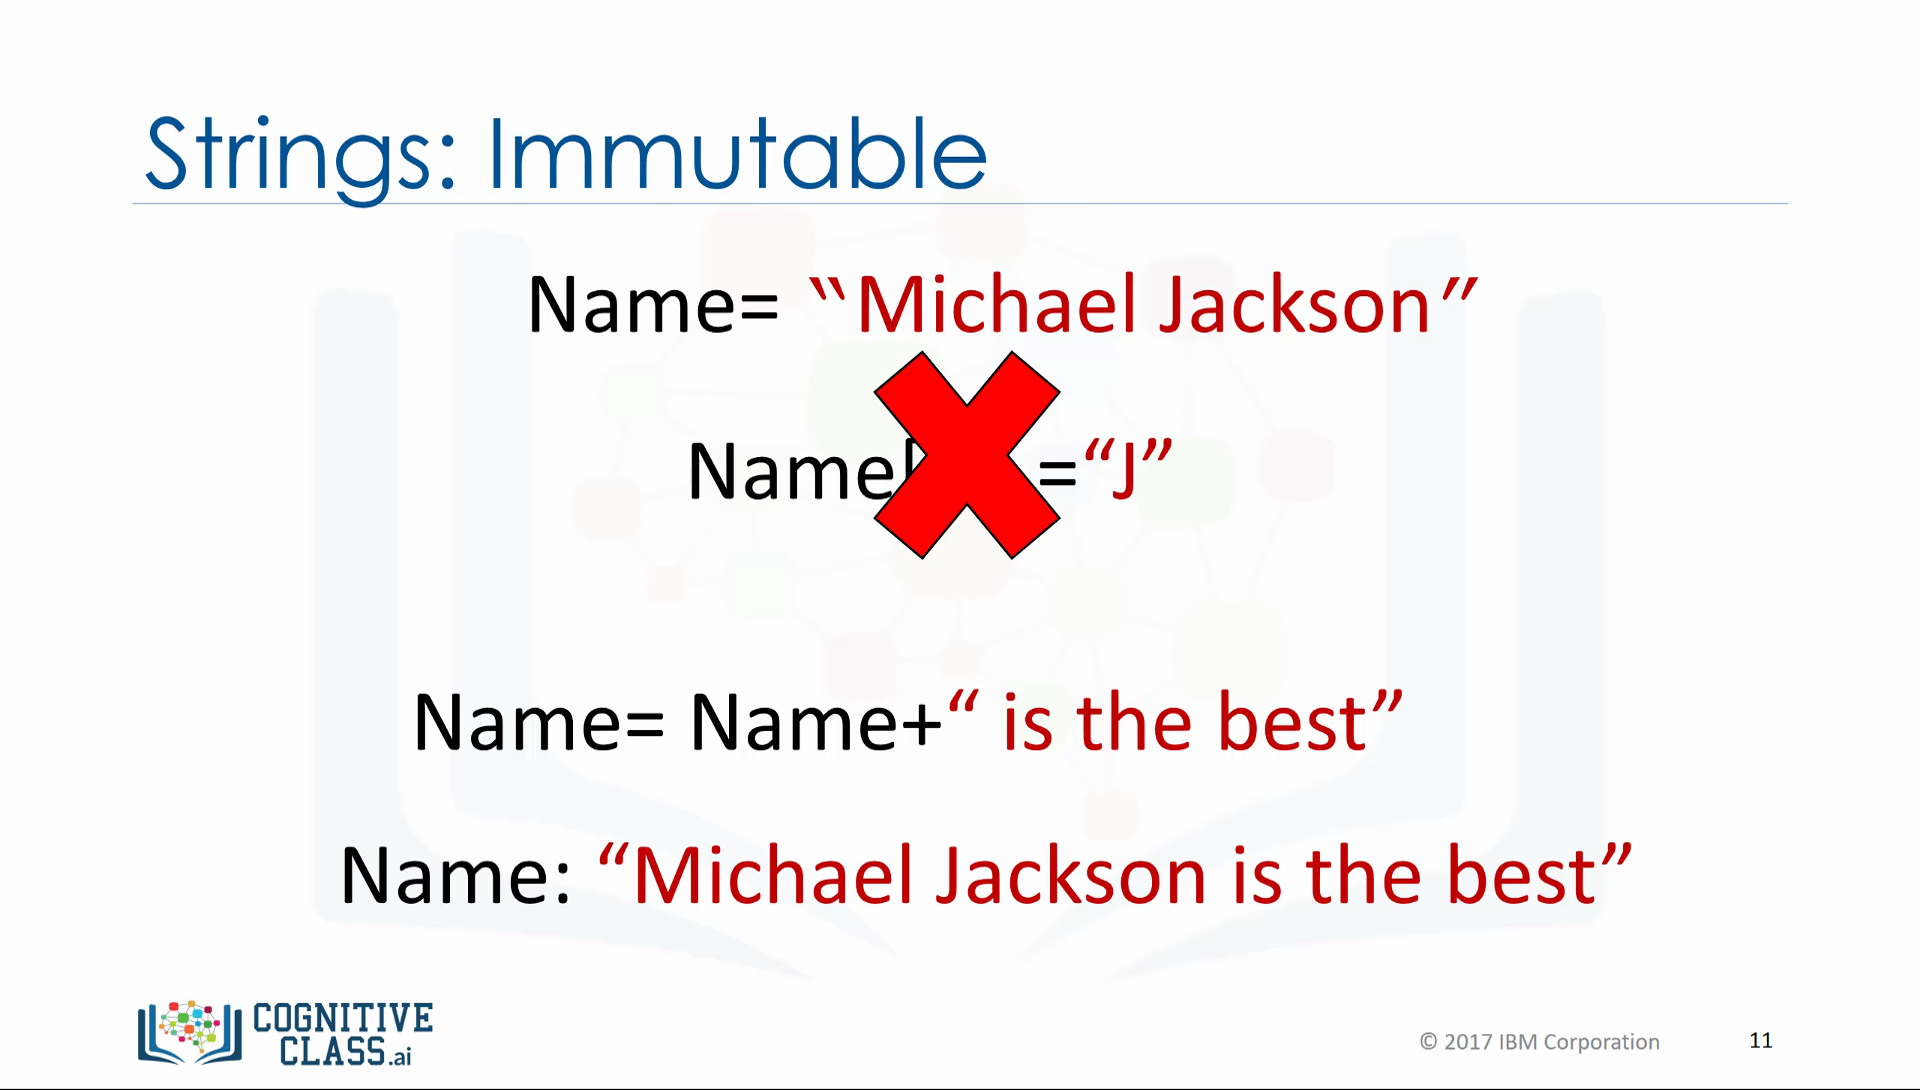 Strings: Immutable
Name= “Michael Jackson”
Name[ =“J”
Name= Name+“ is the best”
Name: “Michael Jackson is the best”
COGNITIVE
CLASS.ai
© 2017 IBM Corporation 11